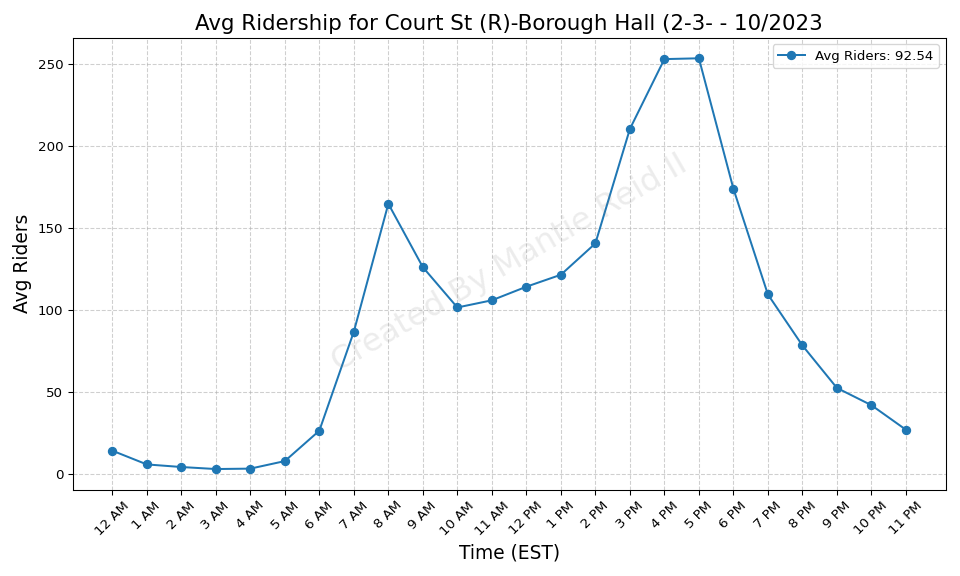 Avg Ridership for Court St (R)-Borough Hall (2-3- - 10/2023
Avg Riders: 92.54
250
200
150
100
50
0
Avg Riders
Created By Mantle Reid II
12 AM
1 AM
2 AM
3 AM
4 AM
5 AM
6 AM
7 AM
8 AM
9 AM
10 AM
11 AM
12 PM
1 PM
2 PM
3 PM
4 PM
5 PM
6 PM
7 PM
8 PM
9 PM
10 PM
11 PM
Time (EST)